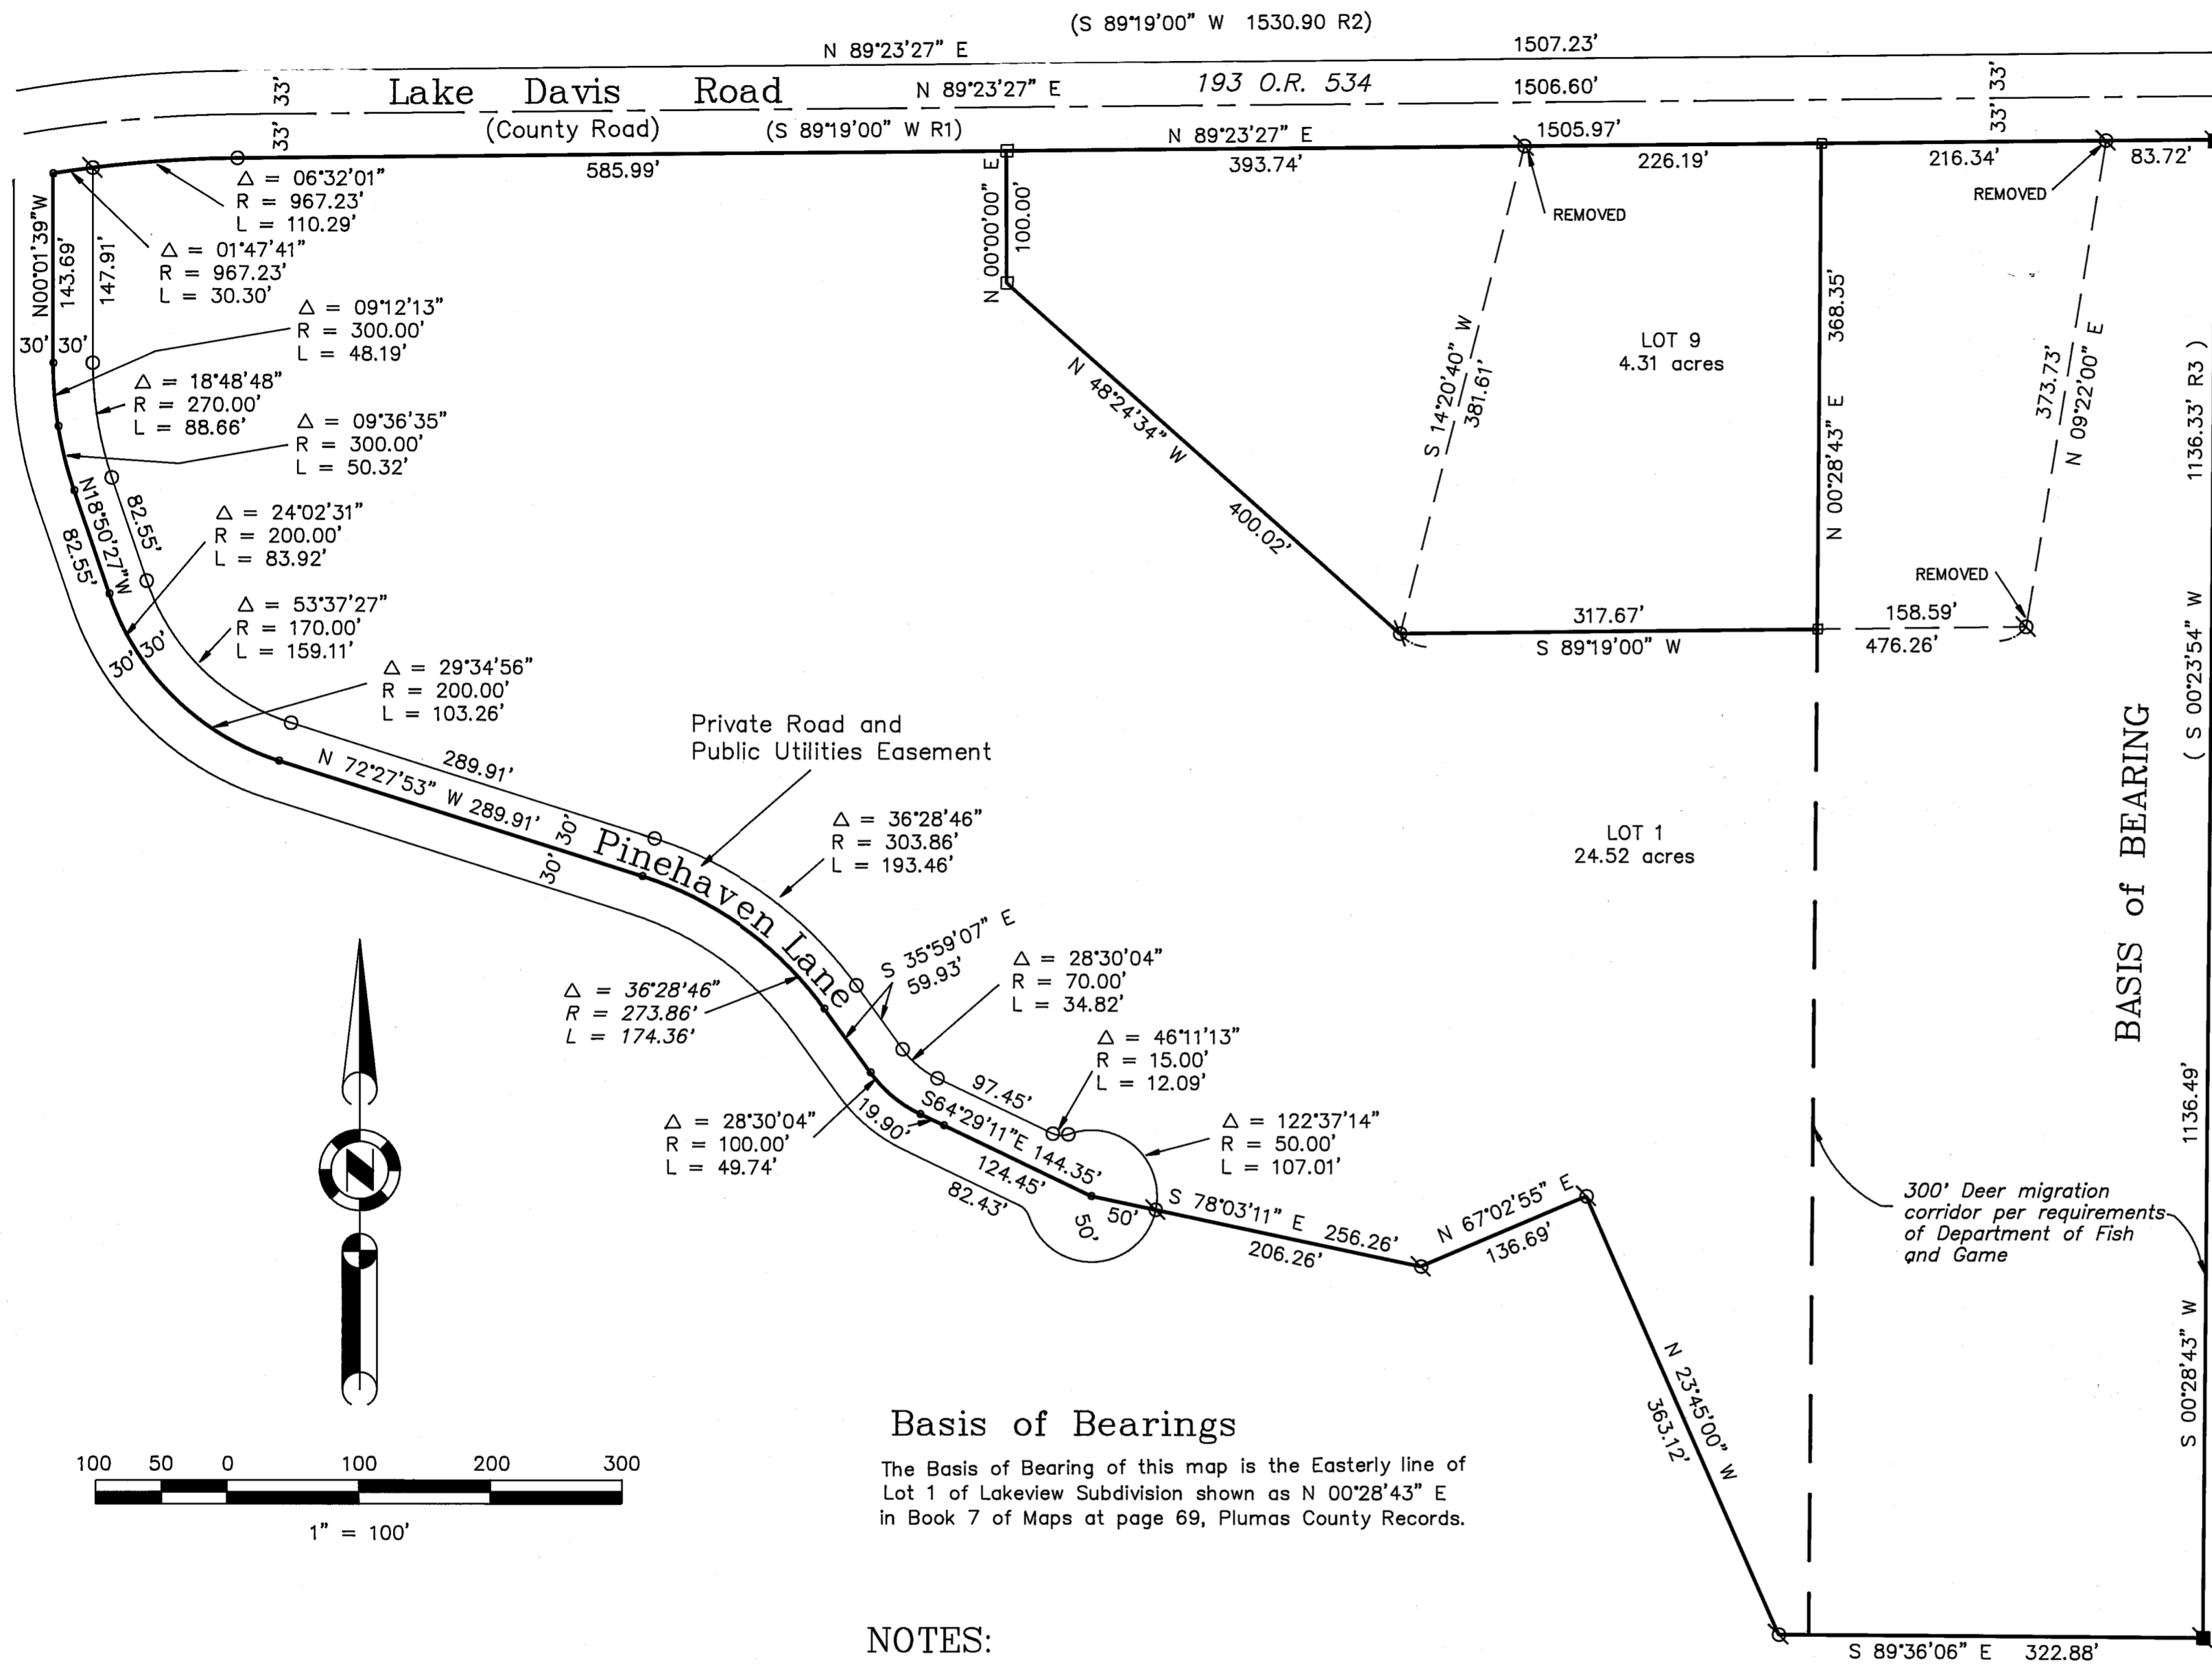 (S 89°19'00" W 1530.90 R2)
N 89°23'27" E
1507.23'
33'
Lake Davis Road
N 89°23'27" E
193 O.R. 534
1506.60'
33'
33'
(County Road)
(S 89°19'00" W R1)
N 89°23'27" E
1505.97'
33'
585.99'
393.74'
226.19'
216.34'
83.72'
Δ = 06°32'01"
R = 967.23'
L = 110.29'
N 00°00'00" E
100.00'
REMOVED
REMOVED
N00°01'39"W
143.69'
147.91'
Δ = 01°47'41"
R = 967.23'
L = 30.30'
Δ = 09°12'13"
R = 300.00'
L = 48.19'
30'
30'
Δ = 18°48'48"
R = 270.00'
L = 88.66'
Δ = 09°36'35"
R = 300.00'
L = 50.32'
N 48°24'34" W
400.02'
S 14°20'40" W
381.61'
LOT 9
4.31 acres
368.35'
N 00°28'43" E
373.73'
N 09°22'00" E
1136.33' R3 )
( S 00°23'54" W
N18°50'27"W
82.55'
82.55'
Δ = 24°02'31"
R = 200.00'
L = 83.92'
REMOVED
Δ = 53°37'27"
R = 170.00'
L = 159.11'
30'
30'
317.67'
S 89°19'00" W
158.59'
476.26'
Δ = 29°34'56"
R = 200.00'
L = 103.26'
Private Road and
Public Utilities Easement
289.91'
N 72°27'53" W 289.91'
30'
30'
Pinehaven Lane
Δ = 36°28'46"
R = 303.86'
L = 193.46'
LOT 1
24.52 acres
BASIS of BEARING
S 35°59'07" E
59.93'
Δ = 28°30'04"
R = 70.00'
L = 34.82'
Δ = 36°28'46"
R = 273.86'
L = 174.36'
Δ = 46°11'13"
R = 15.00'
L = 12.09'
97.45'
Δ = 28°30'04"
R = 100.00'
L = 49.74'
19.90'
S64°29'11"E 144.35'
124.45'
82.43'
Δ = 122°37'14"
R = 50.00'
L = 107.01'
1136.49'
S 00°28'43" W
50'
50'
S 78°03'11" E 256.26'
206.26'
N 67°02'55" E
136.69'
300' Deer migration
corridor per requirements
of Department of Fish
and Game
N 23°45'00" W
363.12'
N
Basis of Bearings
The Basis of Bearing of this map is the Easterly line of
Lot 1 of Lakeview Subdivision shown as N 00°28'43" E
in Book 7 of Maps at page 69, Plumas County Records.
100 50 0 100 200 300
1" = 100'
NOTES:
S 89°36'06" E 322.88'